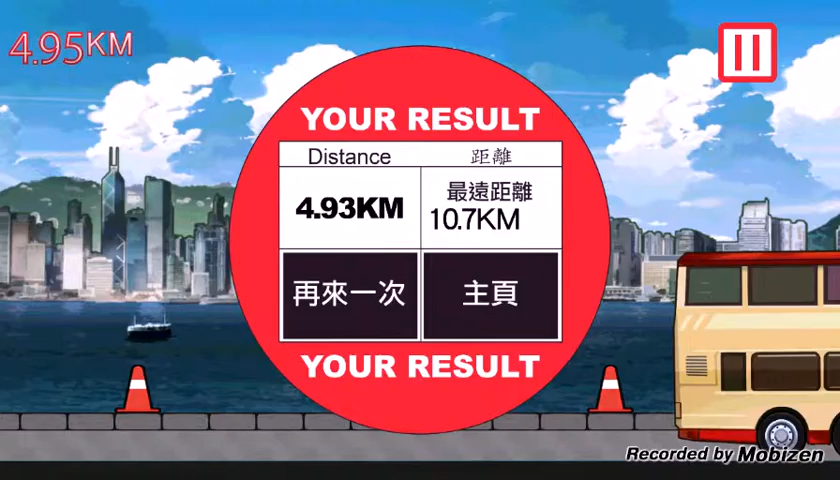 4.95KM
YOUR RESULT
Distance 距離
4.93KM
最遠距離
10.7KM
再來一次 主頁
YOUR RESULT
Recorded by Mobizen